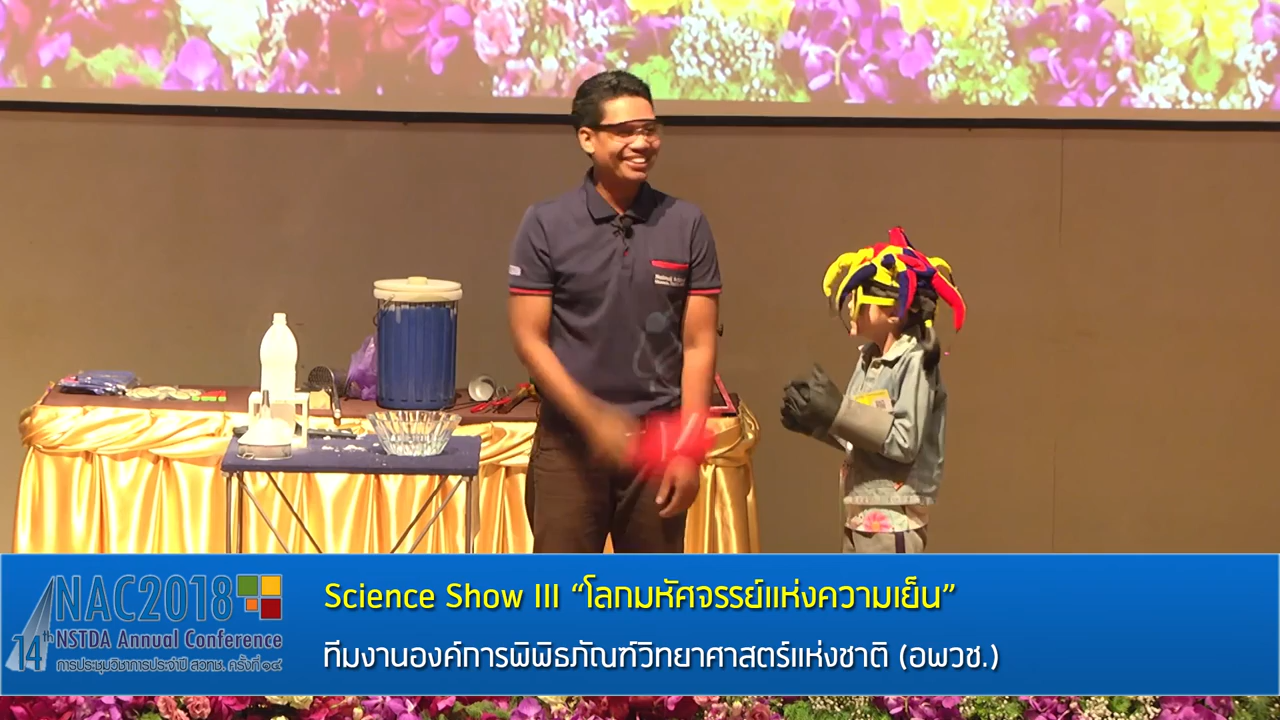 Science Show III “โลกมหัศจรรย์แห่งความเย็น”
ทีมงานองค์การพิพิธภัณฑ์วิทยาศาสตร์แห่งชาติ (อพวช.)
NAC2018
14th NSTDA Annual Conference
การประชุมวิชาการประจำปี สวทช. ครั้งที่ ๑๔